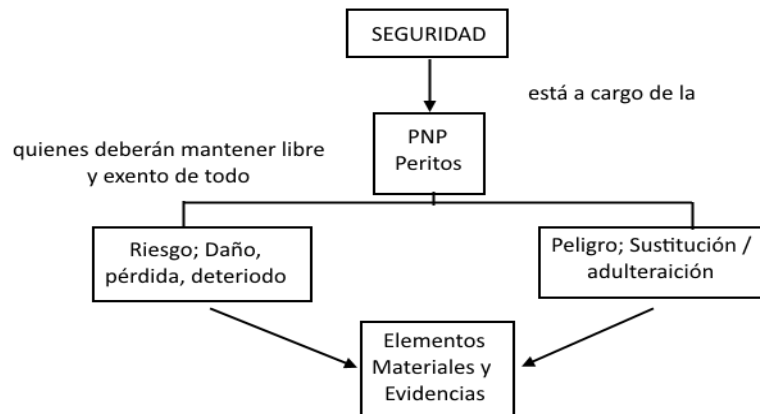 SEGURIDAD
está a cargo de la
PNP
Peritos
quienes deberán mantener libre
y exento de todo
Riesgo; Daño,
pérdida, deteriodo
Peligro; Sustitución /
adulteraición
Elementos
Materiales y
Evidencias